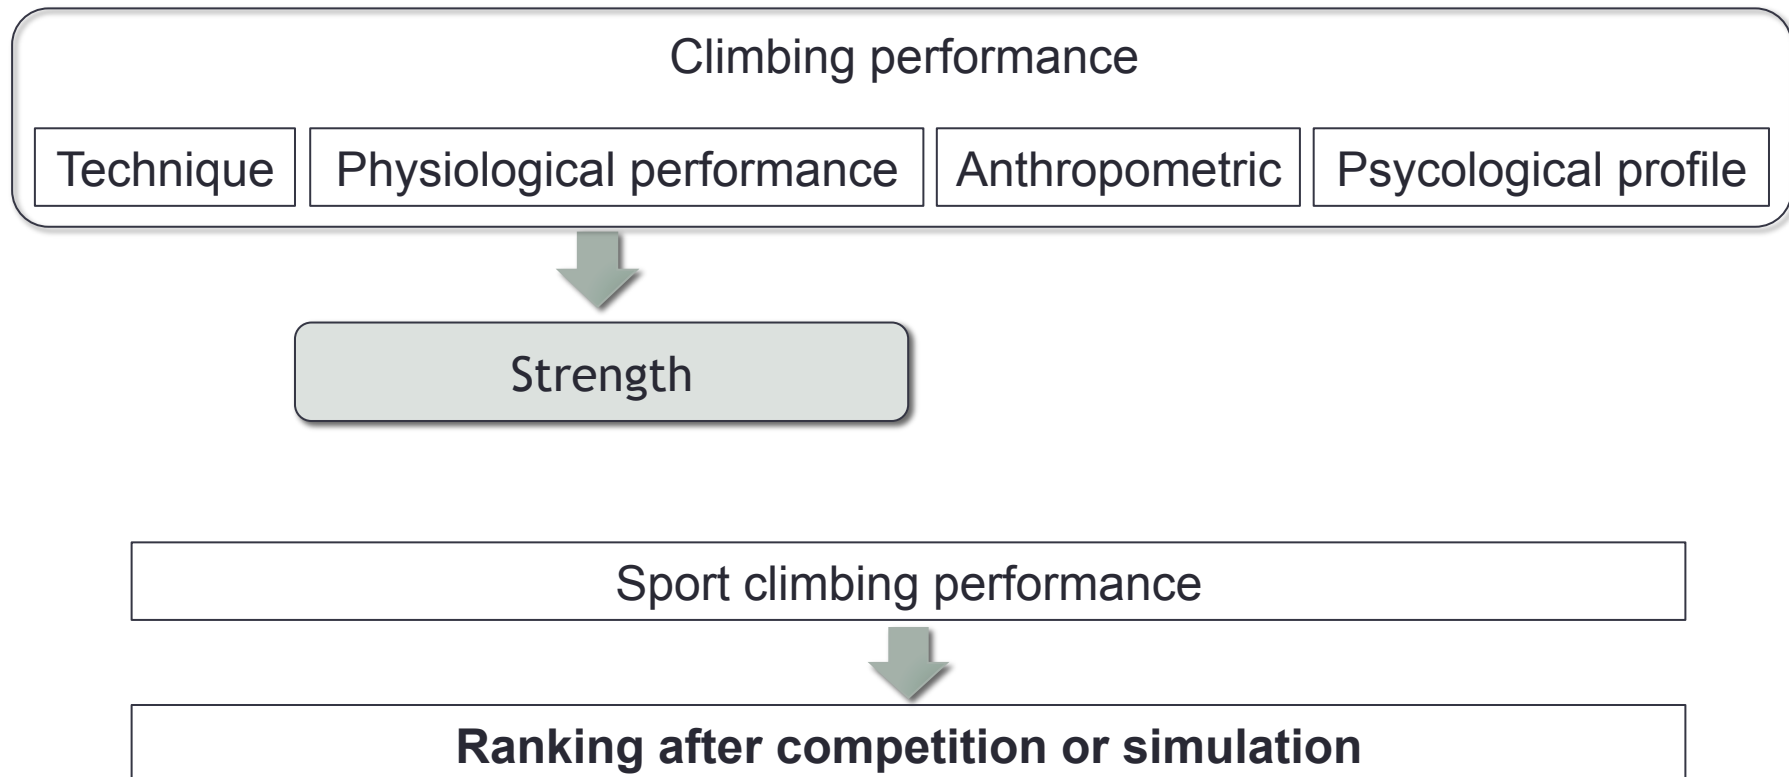 Climbing performance
Technique
Physiological performance
Anthropometric
Psycological profile
Strength
Sport climbing performance
Ranking after competition or simulation